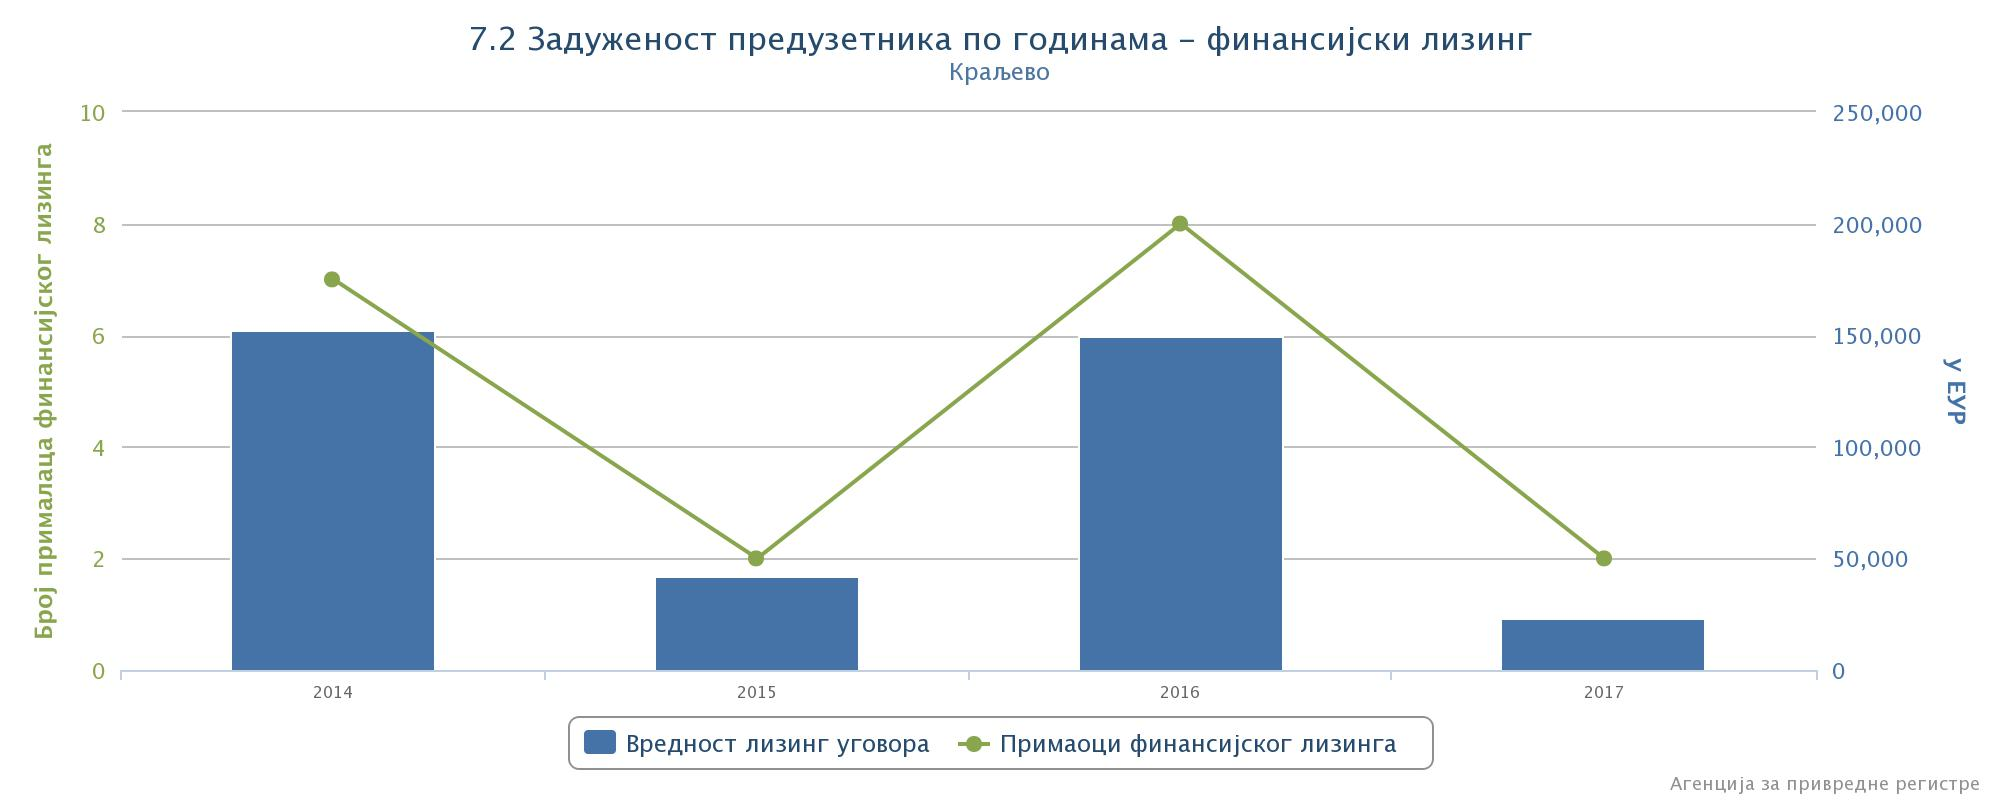 7.2 Задуженост предузетника по годинама – финансијски лизинг
Краљево
Број прималаца финансијског лизинга
10
8
6
4
2
0
250,000
200,000
150,000
100,000
50,000
0
у ЕУР
2014 2015 2016 2017
Вредност лизинг уговора Примаоци финансијског лизинга
Агенција за привредне регистре